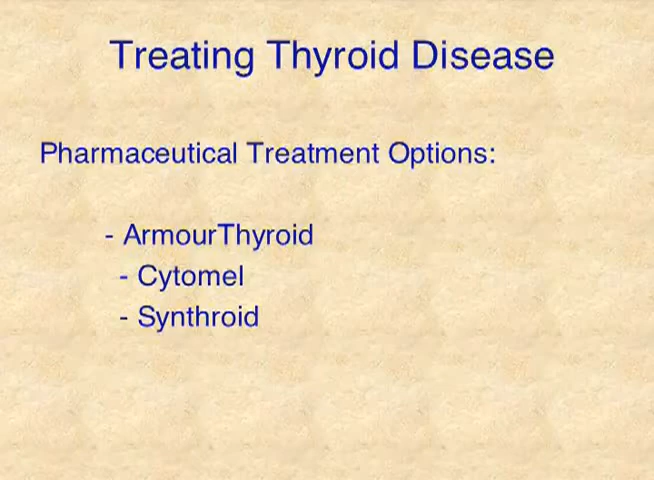 Treating Thyroid Disease
Pharmaceutical Treatment Options:
- ArmourThyroid
- Cytomel
- Synthroid